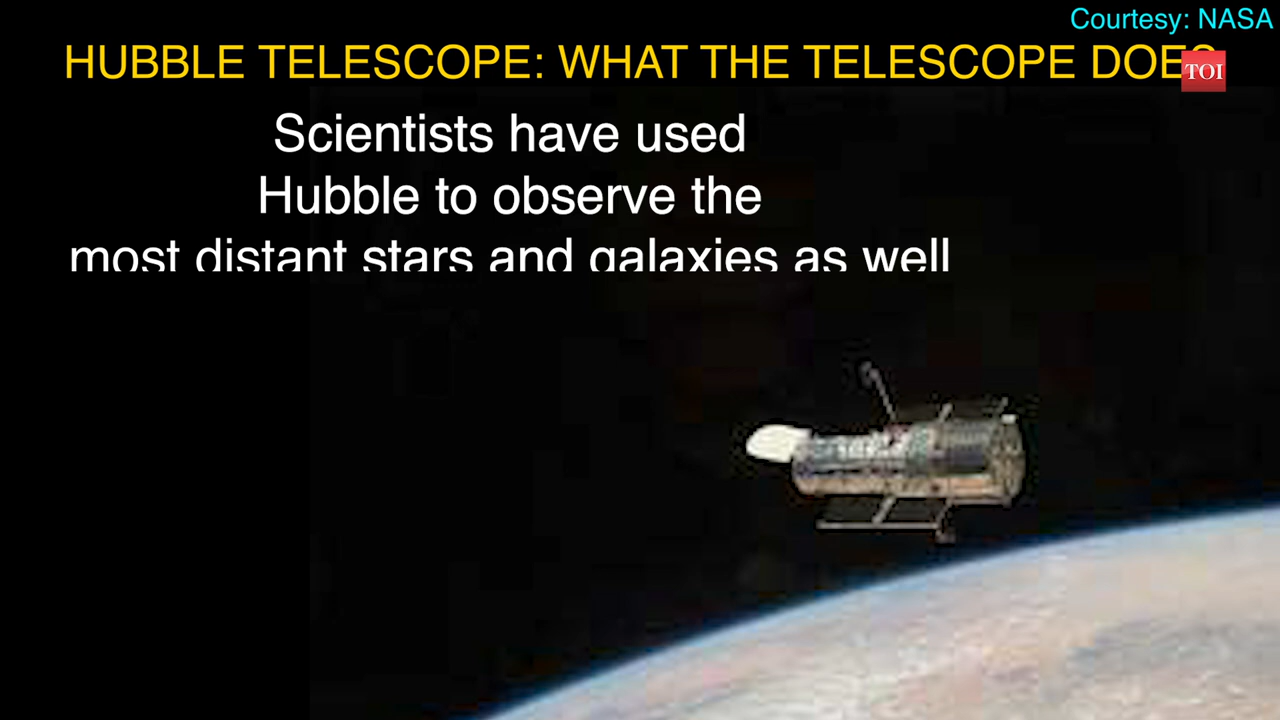 Courtesy: NASA
HUBBLE TELESCOPE: WHAT THE TELESCOPE DOES
TOI
Scientists have used
Hubble to observe the
most distant stars and galaxies as well